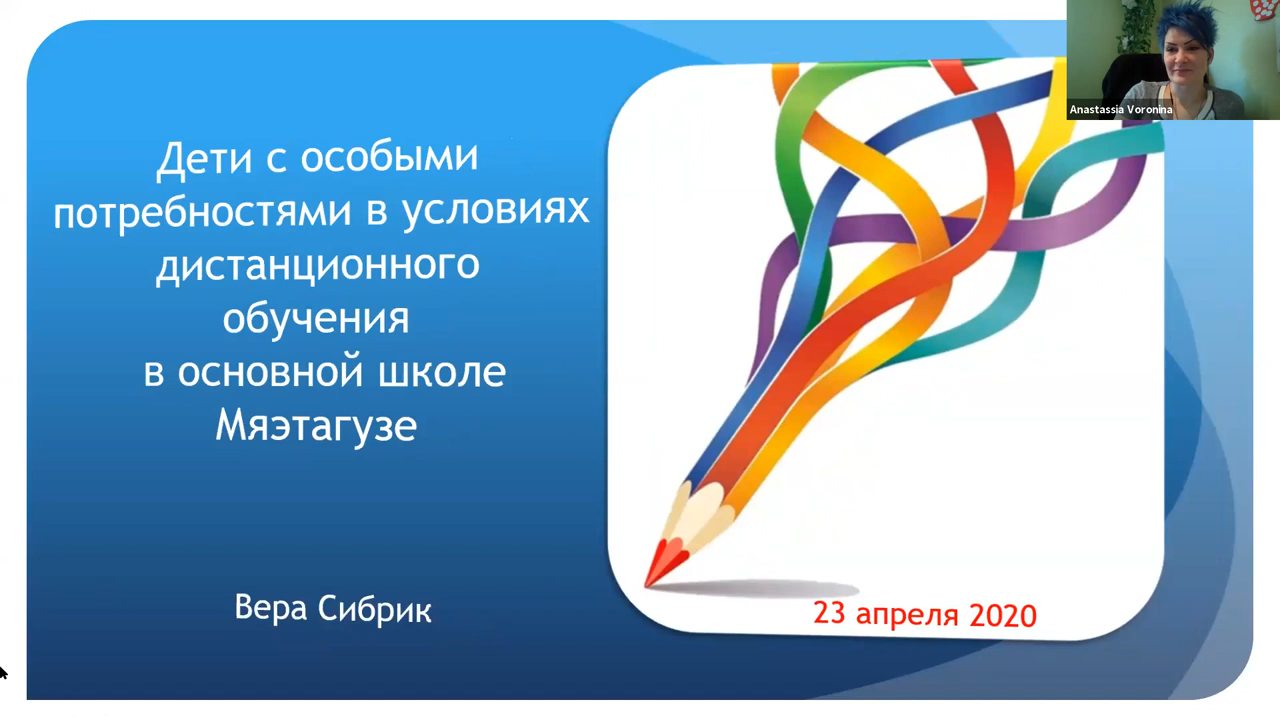 Дети с особыми
потребностями в условиях
дистанционного
обучения
в основной школе
Мяэтагузе
Вера Сибрик
23 апреля 2020
Anastassia Voronina